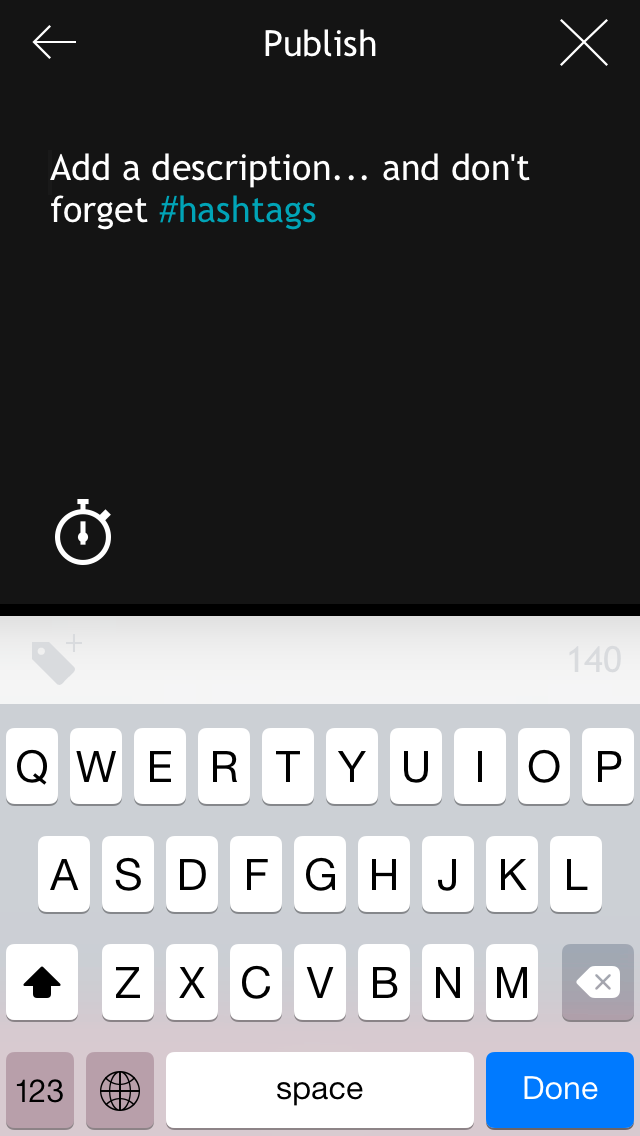 Publish
Add a description... and don't
forget #hashtags
140
Q W E R T Y U I O P
A S D F G H J K L
Z X C V B N M
123 space Done